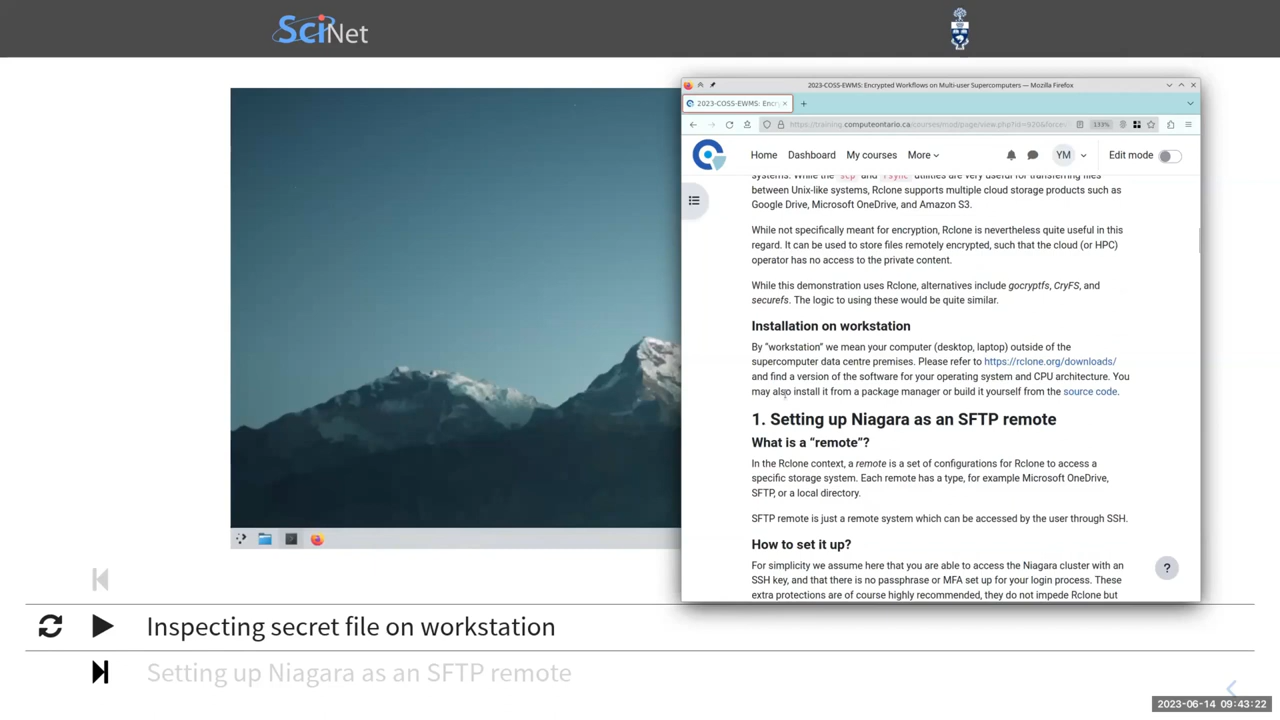 SciNet
2023-COSS-EWMS: Encrypted Workflows on Multi-user Supercomputers — Mozilla Firefox
2023-COSS-EWMS: Encry
https://training.computeontario.ca/courses/mod/page/view.php?id=920&force
133%
Home Dashboard My courses More YM Edit mode
systems. While the scp and rsync utilities are very useful for transferring files
between Unix-like systems, Rclone supports multiple cloud storage products such as
Google Drive, Microsoft OneDrive, and Amazon S3.
While not specifically meant for encryption, Rclone is nevertheless quite useful in this
regard. It can be used to store files remotely encrypted, such that the cloud (or HPC)
operator has no access to the private content.
While this demonstration uses Rclone, alternatives include gocryptfs, CryFS, and
securefs. The logic to using these would be quite similar.
Installation on workstation
By “workstation” we mean your computer (desktop, laptop) outside of the
supercomputer data centre premises. Please refer to https://rclone.org/downloads/
and find a version of the software for your operating system and CPU architecture. You
may also install it from a package manager or build it yourself from the source code.
1. Setting up Niagara as an SFTP remote
What is a “remote”?
In the Rclone context, a remote is a set of configurations for Rclone to access a
specific storage system. Each remote has a type, for example Microsoft OneDrive,
SFTP, or a local directory.
SFTP remote is just a remote system which can be accessed by the user through SSH.
How to set it up?
For simplicity we assume here that you are able to access the Niagara cluster with an
SSH key, and that there is no passphrase or MFA set up for your login process. These
extra protections are of course highly recommended, they do not impede Rclone but
?
Inspecting secret file on workstation
Setting up Niagara as an SFTP remote
2023-06-14 09:43:22